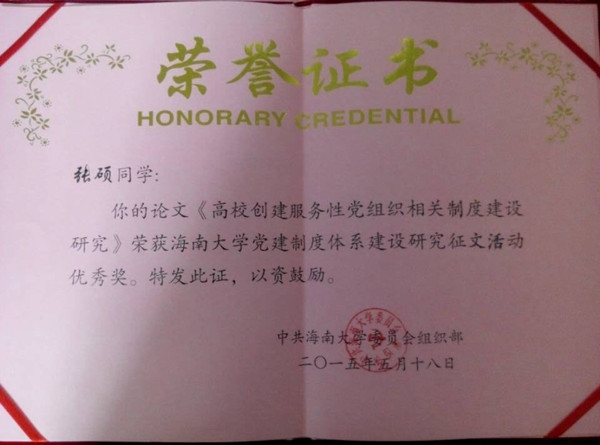 荣誉证书
HONORARY CREDENTIAL
张硕同学：
你的论文《高校创建服务性党组织相关制度建设
研究》荣获海南大学党建制度体系建设研究征文活动
优秀奖。特发此证，以资鼓励。
中共海南大学委员会组织部
二〇一五年五月十八日